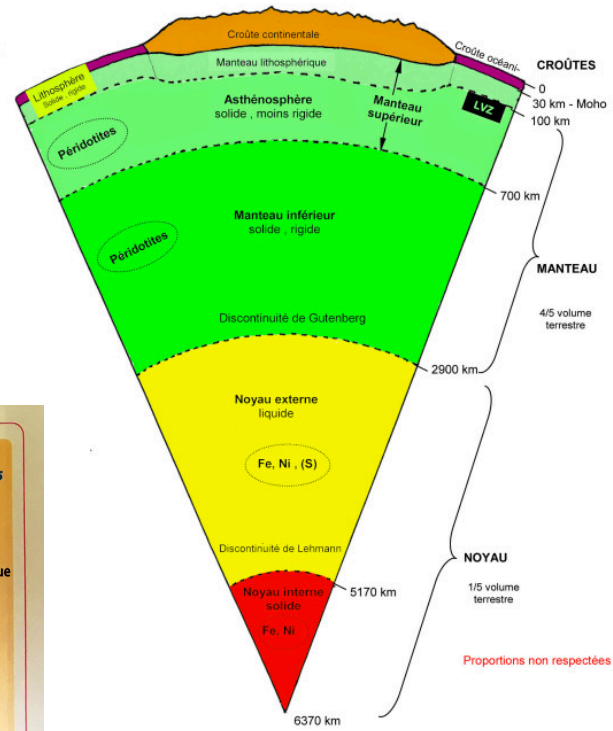 Croûte continentale
Croûte océani-
CROÛTES
Manteau lithosphérique
Lithosphère
Solide, rigide
0
30 km - Moho
100 km
LVZ
Asthénosphère
solide , moins rigide
Manteau
supérieur
Péridotites
700 km
Manteau inférieur
solide , rigide
Péridotites
MANTEAU
4/5 volume
terrestre
Discontinuité de Gutenberg
2900 km
Noyau externe
liquide
Fe, Ni , (S)
Discontinuité de Lehmann
NOYAU
1/5 volume
terrestre
5170 km
Noyau interne
solide
Fe, Ni
Proportions non respectées
6370 km
ue